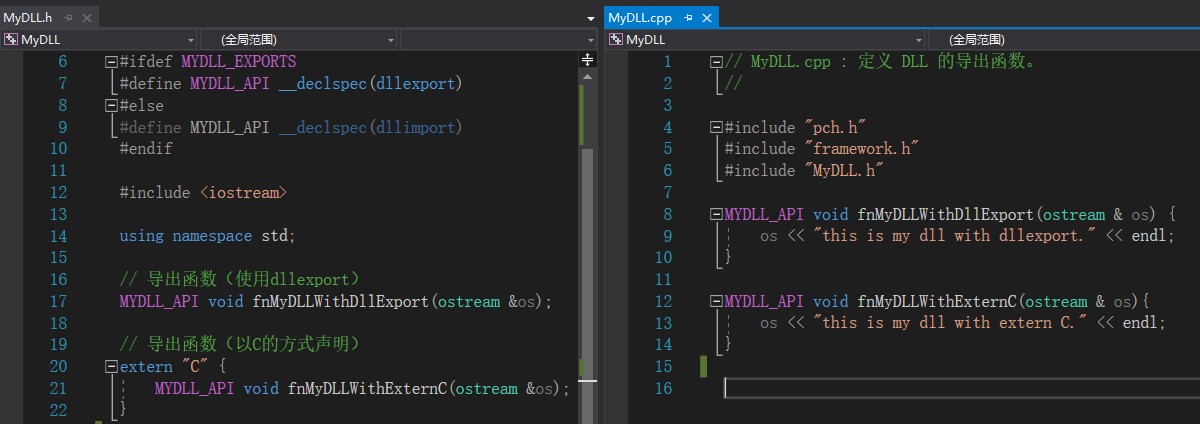 MyDLL.h
MyDLL
(全局范围)
6 #ifdef MYDLL_EXPORTS
7 #define MYDLL_API __declspec(dllexport)
8 #else
9 #define MYDLL_API __declspec(dllimport)
10 #endif
11
12 #include <iostream>
13
14 using namespace std;
15
16 // 导出函数（使用dllexport）
17 MYDLL_API void fnMyDLLWithDllExport(ostream &os);
18
19 // 导出函数（以C的方式声明）
20 extern "C" {
21 MYDLL_API void fnMyDLLWithExternC(ostream &os);
22 }
MyDLL.cpp
MyDLL
(全局范围)
1 // MyDLL.cpp : 定义 DLL 的导出函数。
2 //
3
4 #include "pch.h"
5 #include "framework.h"
6 #include "MyDLL.h"
7
8 MYDLL_API void fnMyDLLWithDllExport(ostream & os) {
9 os << "this is my dll with dllexport." << endl;
10 }
11
12 MYDLL_API void fnMyDLLWithExternC(ostream & os){
13 os << "this is my dll with extern C." << endl;
14 }
15
16